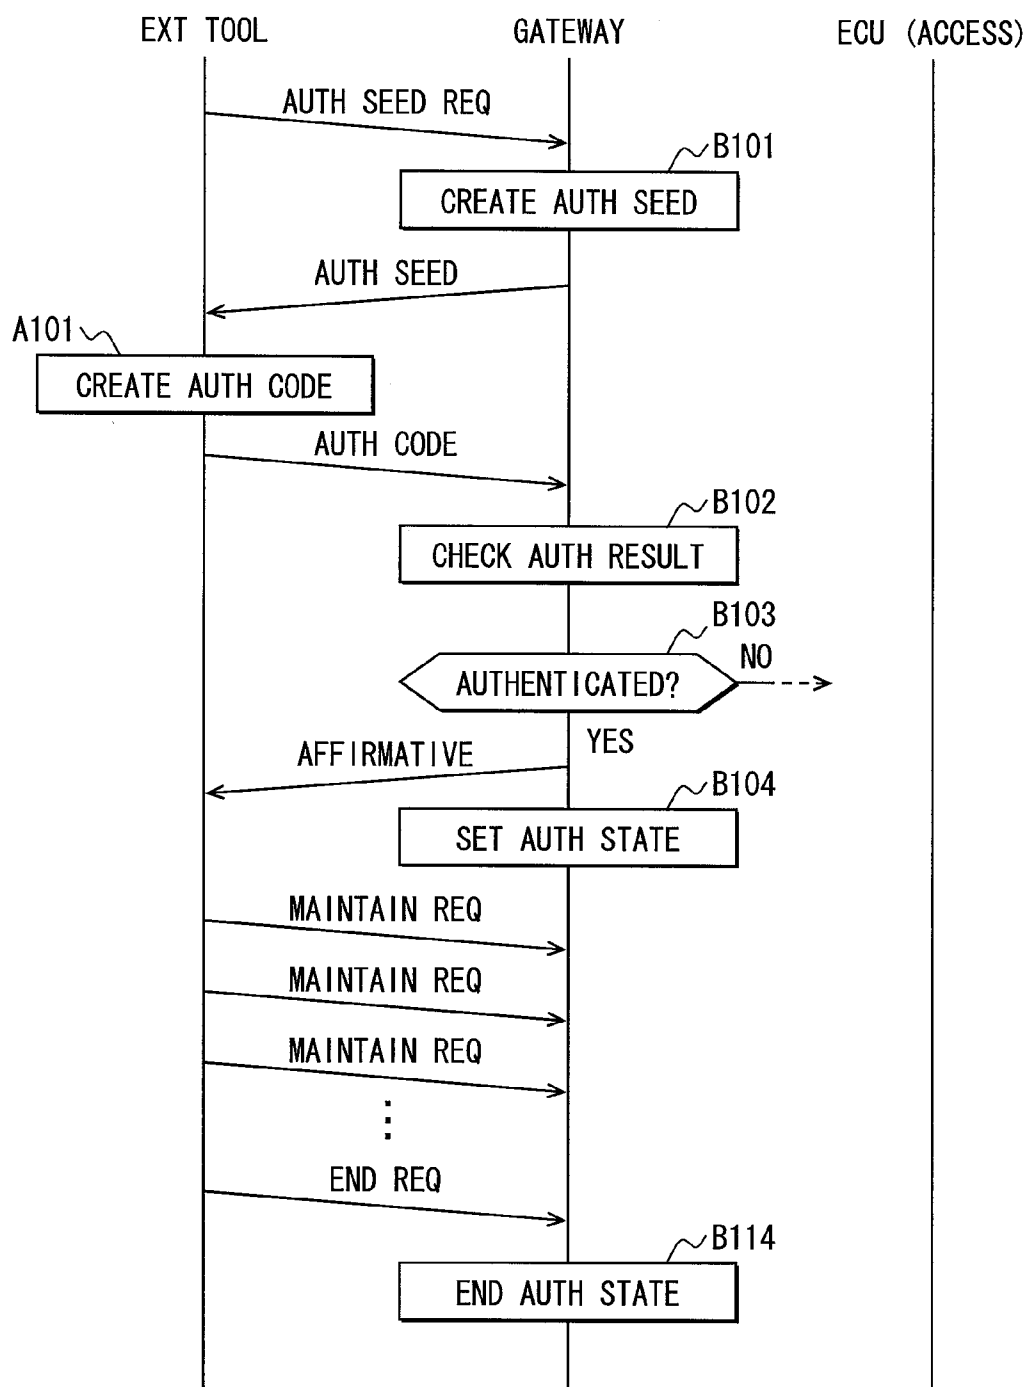 EXT TOOL
GATEWAY
ECU (ACCESS)
AUTH SEED REQ
B101
CREATE AUTH SEED
AUTH SEED
A101
CREATE AUTH CODE
AUTH CODE
B102
CHECK AUTH RESULT
B103
NO
AUTHENTICATED?
YES
AFFIRMATIVE
B104
SET AUTH STATE
MAINTAIN REQ
MAINTAIN REQ
MAINTAIN REQ
END REQ
B114
END AUTH STATE